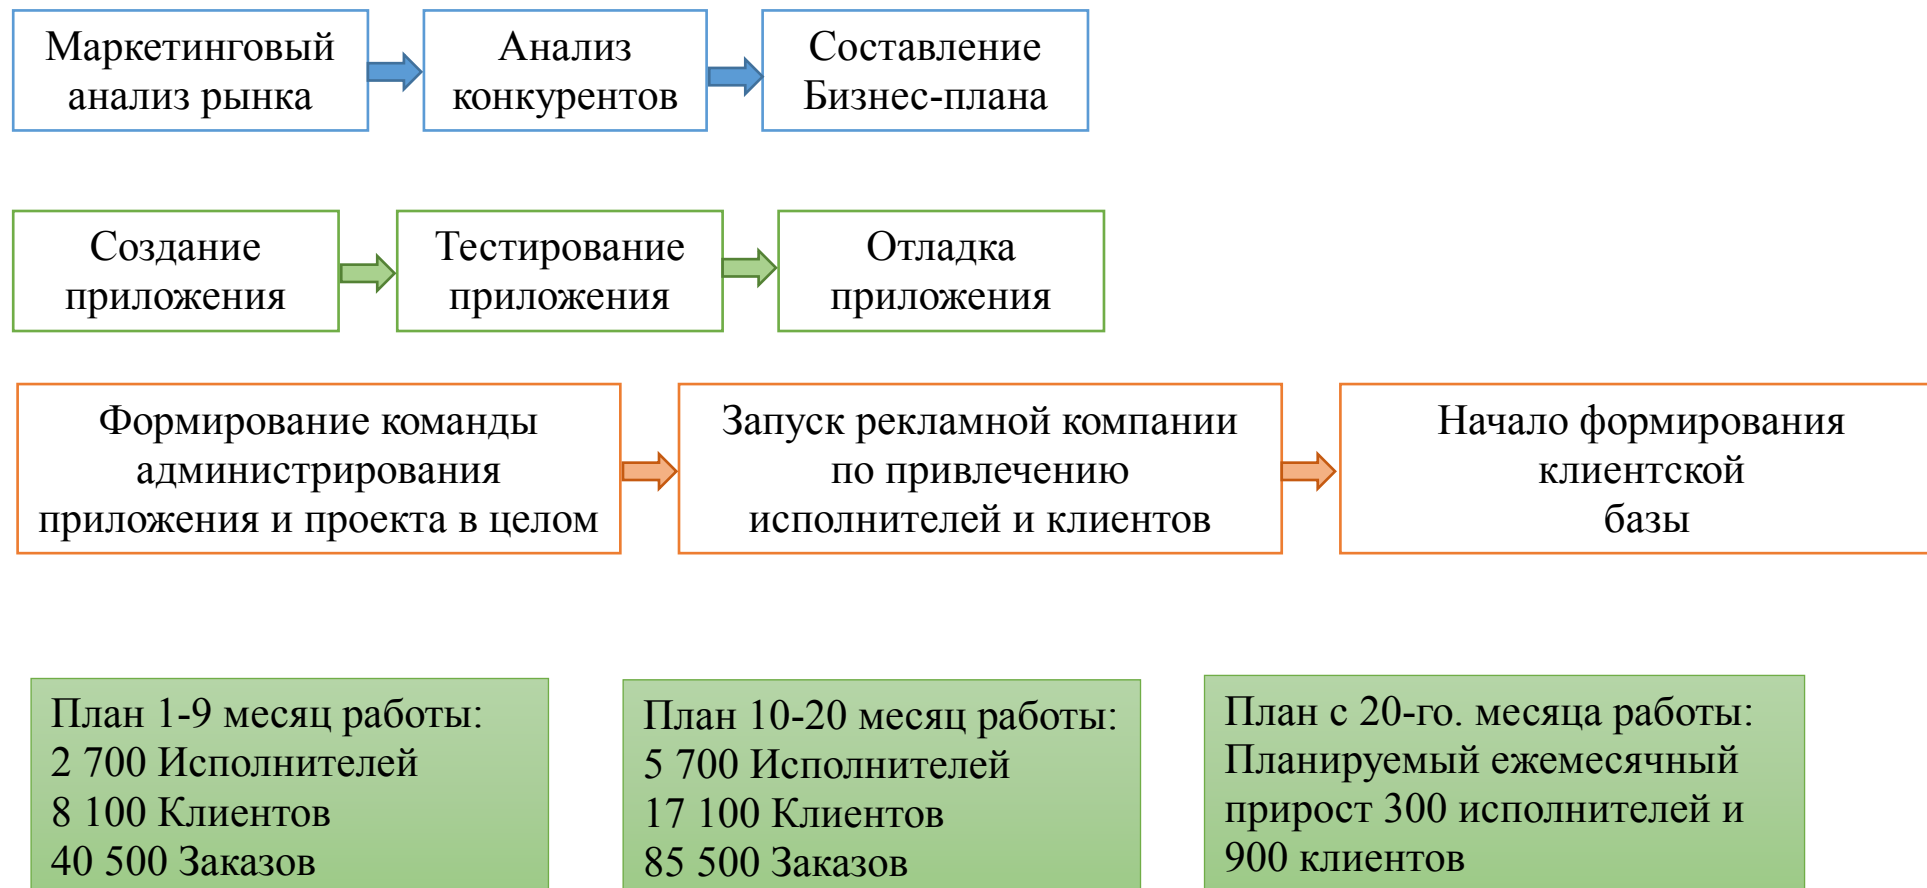 Маркетинговый
анализ рынка
Анализ
конкурентов
Составление
Бизнес-плана
Создание
приложения
Тестирование
приложения
Отладка
приложения
Формирование команды
администрирования
приложения и проекта в целом
Запуск рекламной компании
по привлечению
исполнителей и клиентов
Начало формирования
клиентской
базы
План 1-9 месяц работы:
2 700 Исполнителей
8 100 Клиентов
40 500 Заказов
План 10-20 месяц работы:
5 700 Исполнителей
17 100 Клиентов
85 500 Заказов
План с 20-го. месяца работы:
Планируемый ежемесячный
прирост 300 исполнителей и
900 клиентов